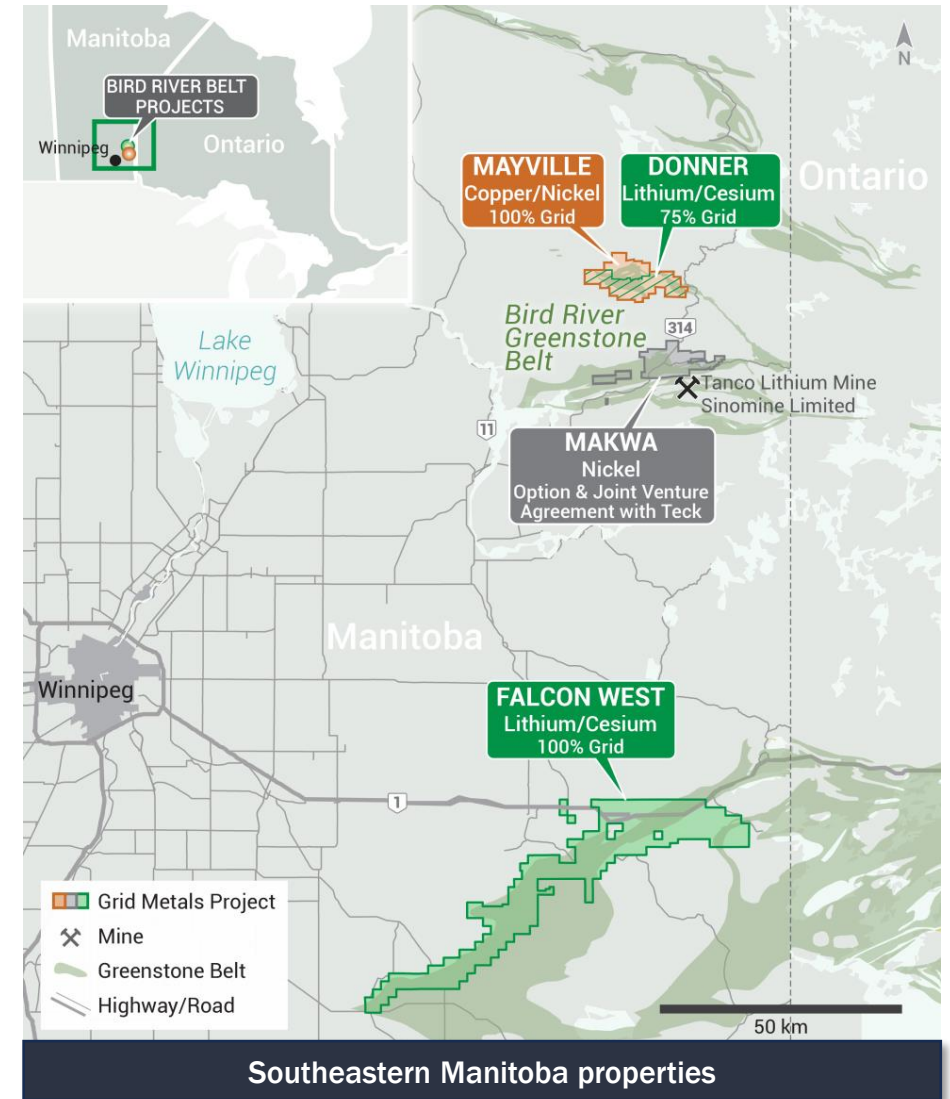 Manitoba
BIRD RIVER BELT
PROJECTS
Winnipeg
Ontario
N
MAYVILLE
Copper/Nickel
100% Grid
DONNER
Lithium/Cesium
75% Grid
Ontario
Bird River
Greenstone
Belt
314
Lake
Winnipeg
Tanco Lithium Mine
Sinomine Limited
11
MAKWA
Nickel
Option & Joint Venture
Agreement with Teck
Manitoba
Winnipeg
FALCON WEST
Lithium/Cesium
100% Grid
1
Grid Metals Project
Mine
Greenstone Belt
Highway/Road
50 km
Southeastern Manitoba properties